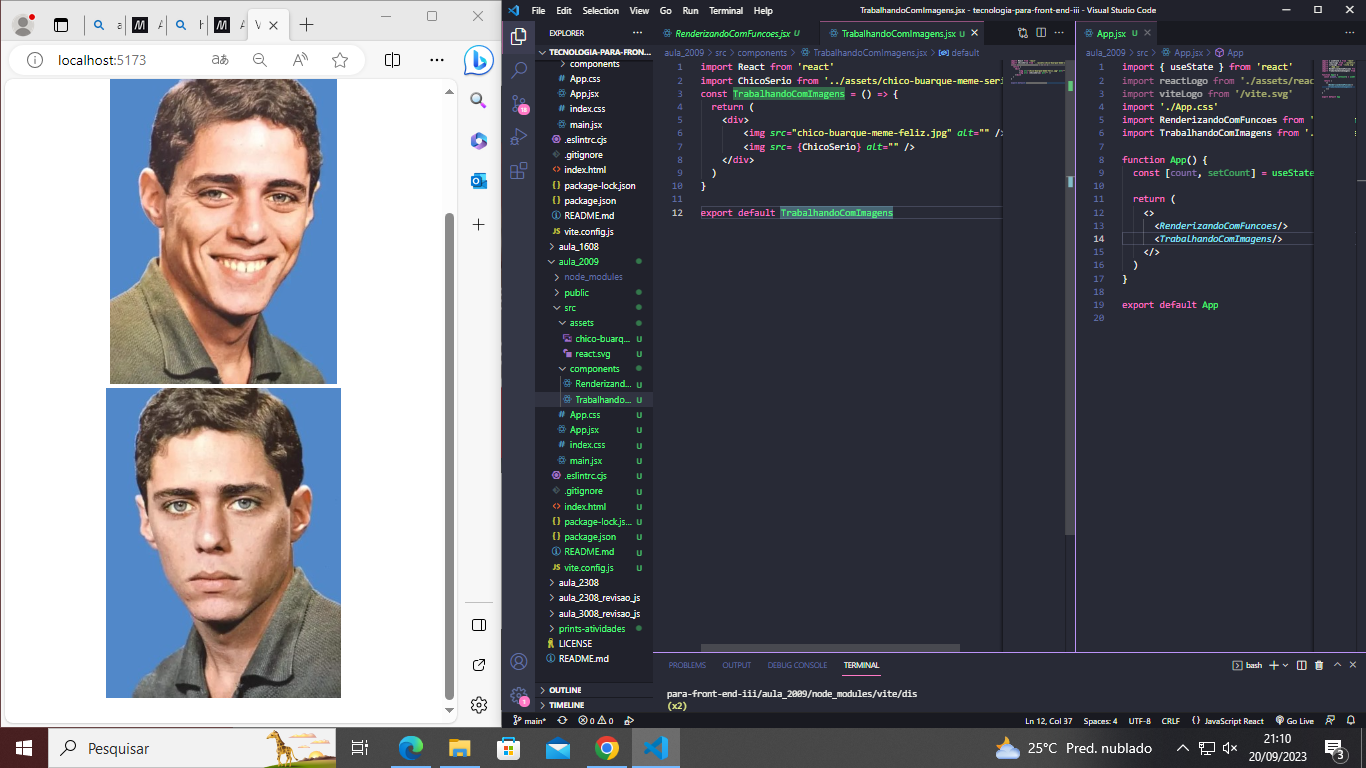 localhost:5173
File Edit Selection View Go Run Terminal Help
TrabalhandoComImagens.jsx - tecnologia-para-front-end-iii - Visual Studio Code
EXPLORER
TECNOLOGIA-PARA-FRON...
components
App.css
App.jsx
index.css
main.jsx
.eslintrc.cjs
.gitignore
index.html
package-lock.json
package.json
README.md
vite.config.js
aula_1608
aula_2009
node_modules
public
src
assets
chico-buarq... U
react.svg U
components
Renderizand... U
Trabalhando... U
App.css U
App.jsx U
index.css U
main.jsx U
.eslintrc.cjs U
.gitignore U
index.html U
package-lock.js... U
package.json U
README.md U
vite.config.js U
aula_2308
aula_2308_revisao_js
aula_3008_revisao_js
prints-atividades
LICENSE
README.md
OUTLINE
TIMELINE
RenderizandoComFuncoes.jsx U
TrabalhandoComImagens.jsx U
aula_2009 > src > components > TrabalhandoComImagens.jsx > default
1 import React from 'react'
2 import ChicoSerio from '../assets/chico-buarque-meme-seri
3 const TrabalhandoComImagens = () => {
4 return (
5 <div>
6 <img src="chico-buarque-meme-feliz.jpg" alt="" />
7 <img src= {ChicoSerio} alt="" />
8 </div>
9 )
10 }
11
12 export default TrabalhandoComImagens
App.jsx U
aula_2009 > src > App.jsx > App
1 import { useState } from 'react'
2 import reactLogo from './assets/reac
3 import viteLogo from '/vite.svg'
4 import './App.css'
5 import RenderizandoComFuncoes from '
6 import TrabalhandoComImagens from '.
7
8 function App() {
9 const [count, setCount] = useState
10
11 return (
12 <>
13 <RenderizandoComFuncoes/>
14 <TrabalhandoComImagens/>
15 </>
16 )
17 }
18
19 export default App
20
PROBLEMS OUTPUT DEBUG CONSOLE TERMINAL
bash
para-front-end-iii/aula_2009/node_modules/vite/dis
(x2)
main* 0 0 Ln 12, Col 37 Spaces: 4 UTF-8 CRLF JavaScript React Go Live
Pesquisar
25°C Pred. nublado
21:10
20/09/2023
3